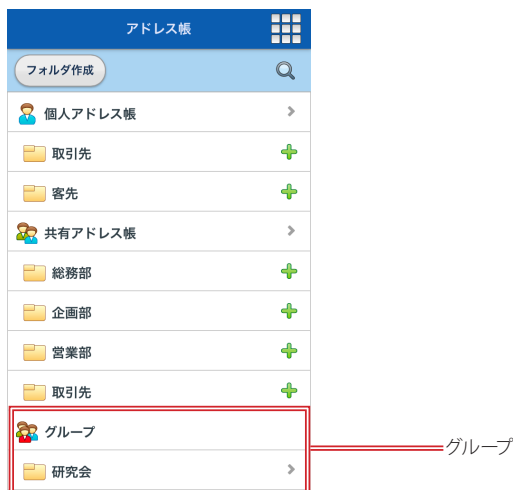 アドレス帳
フォルダ作成
個人アドレス帳
取引先
客先
共有アドレス帳
総務部
企画部
営業部
取引先
グループ
グループ
研究会